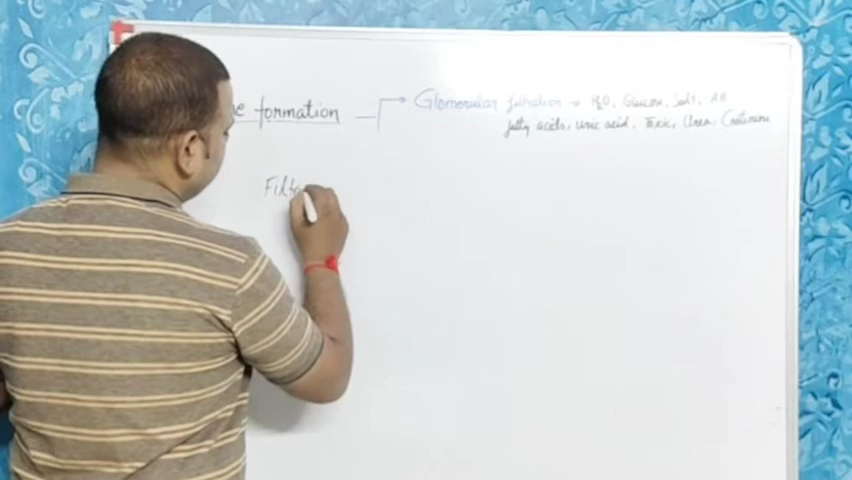 formation
Glomerular filtration → H₂O, Glucose, Salt, AA
fatty acids, uric acid, Toxic, Urea, Creatinine
Filt